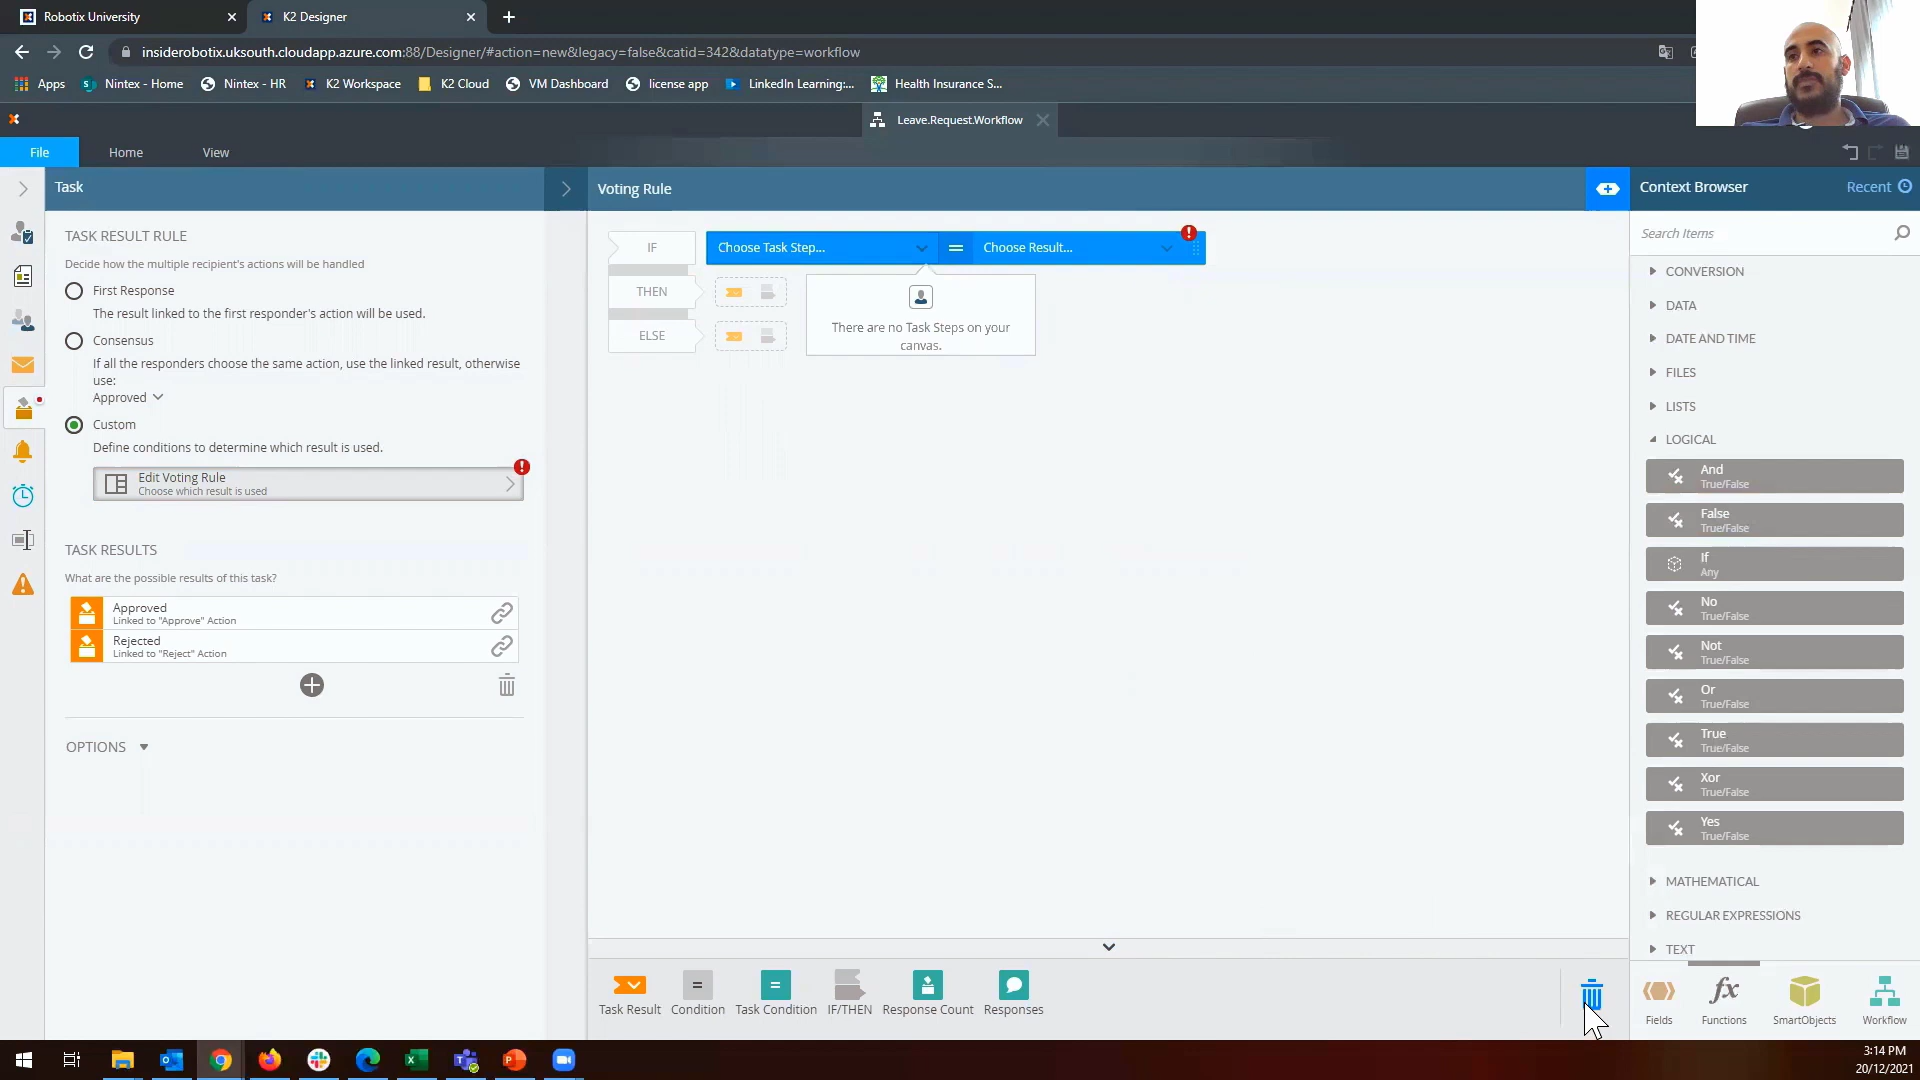 Robotix University
K2 Designer
insiderobotix.uksouth.cloudapp.azure.com:88/Designer/#action=new&legacy=false&catid=342&datatype=workflow
Apps
Nintex - Home
Nintex - HR
K2 Workspace
K2 Cloud
VM Dashboard
license app
LinkedIn Learning:...
Health Insurance S...
Leave.Request.Workflow
File
Home
View
Task
Voting Rule
Context Browser
Recent
TASK RESULT RULE
Decide how the multiple recipient's actions will be handled
First Response
The result linked to the first responder's action will be used.
Consensus
If all the responders choose the same action, use the linked result, otherwise
use:
Approved
Custom
Define conditions to determine which result is used.
Edit Voting Rule
Choose which result is used
TASK RESULTS
What are the possible results of this task?
Approved
Linked to "Approve" Action
Rejected
Linked to "Reject" Action
OPTIONS
IF
Choose Task Step...
=
Choose Result...
THEN
ELSE
There are no Task Steps on your
canvas.
Task Result
Condition
Task Condition
IF/THEN
Response Count
Responses
Search Items
CONVERSION
DATA
DATE AND TIME
FILES
LISTS
LOGICAL
And
True/False
False
True/False
If
Any
No
True/False
Not
True/False
Or
True/False
True
True/False
Xor
True/False
Yes
True/False
MATHEMATICAL
REGULAR EXPRESSIONS
TEXT
Fields
fx
Functions
SmartObjects
Workflow
3:14 PM
20/12/2021